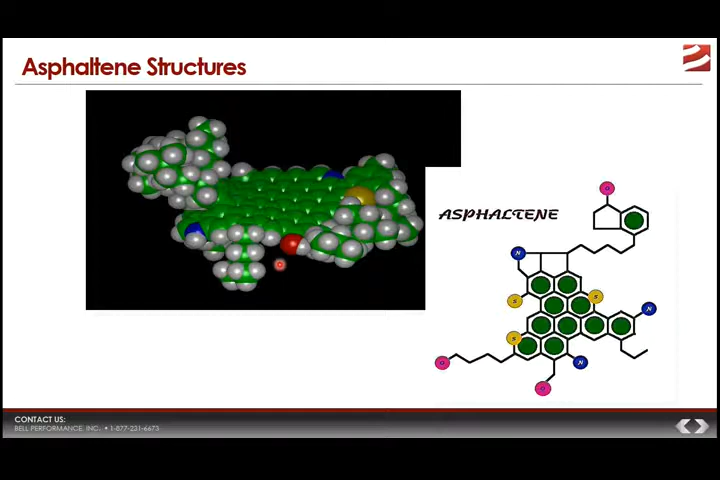 Asphaltene Structures
ASPHALTENE
O
N
S
S
N
S
N
O
O
CONTACT US:
BELL PERFORMANCE, INC. • 1-877-231-6673